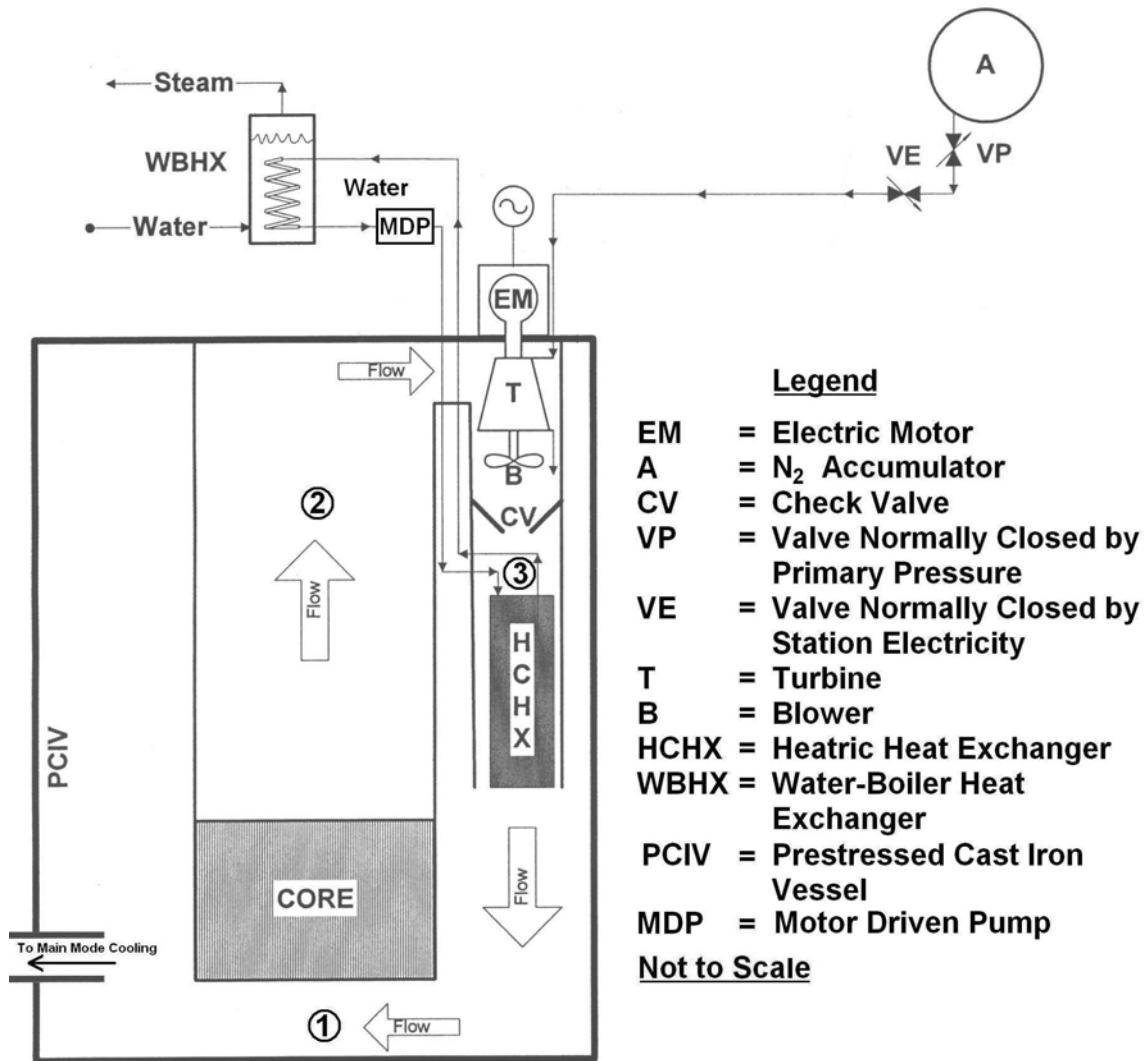 Steam
WBHX
Water
Water
MDP
A
VE
VP
EM
T
B
CV
Flow
②
Flow
③
HCHX
PCIV
CORE
Flow
To Main Mode Cooling
①
Flow
Legend
EM = Electric Motor
A = N₂ Accumulator
CV = Check Valve
VP = Valve Normally Closed by
Primary Pressure
VE = Valve Normally Closed by
Station Electricity
T = Turbine
B = Blower
HCHX = Heatric Heat Exchanger
WBHX = Water-Boiler Heat
Exchanger
PCIV = Prestressed Cast Iron
Vessel
MDP = Motor Driven Pump
Not to Scale